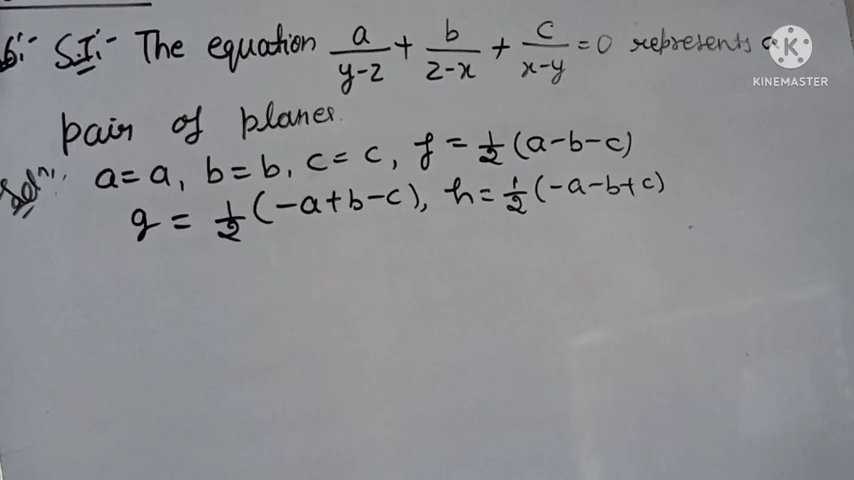 6:- S.I:- The equation a/(y-z) + b/(z-x) + c/(x-y) = 0 represents a
pair of planes.
Solⁿ:- a = a, b = b, c = c, f = 1/2 (a-b-c)
g = 1/2 (-a+b-c), h = 1/2 (-a-b+c)
KINEMASTER